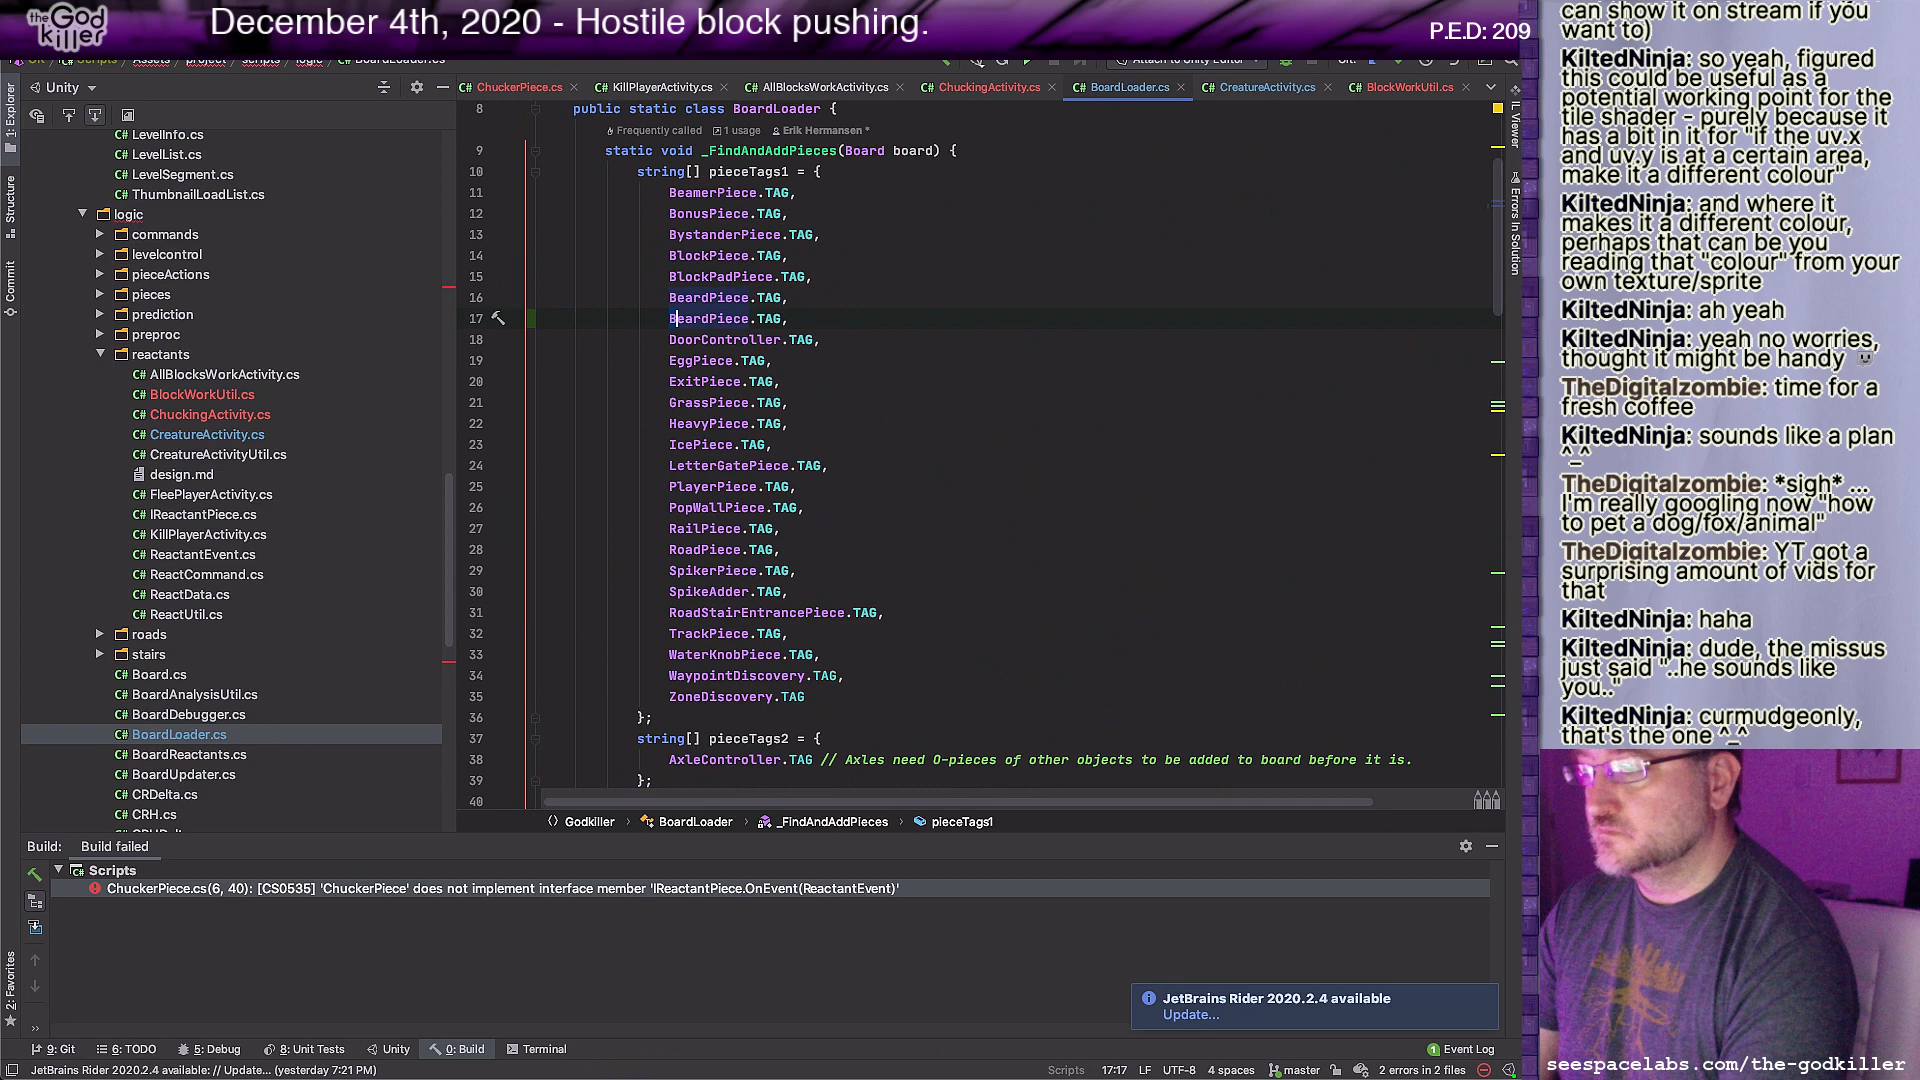 the God killer
December 4th, 2020 - Hostile block pushing.
P.E.D: 209
Unity
ChuckerPiece.cs
KillPlayerActivity.cs
AllBlocksWorkActivity.cs
ChuckingActivity.cs
BoardLoader.cs
CreatureActivity.cs
BlockWorkUtil.cs
1: Explorer
Structure
Commit
2: Favorites
IL Viewer
Errors In Solution
LevelInfo.cs
LevelList.cs
LevelSegment.cs
ThumbnailLoadList.cs
logic
commands
levelcontrol
pieceActions
pieces
prediction
preproc
reactants
AllBlocksWorkActivity.cs
BlockWorkUtil.cs
ChuckingActivity.cs
CreatureActivity.cs
CreatureActivityUtil.cs
design.md
FleePlayerActivity.cs
IReactantPiece.cs
KillPlayerActivity.cs
ReactantEvent.cs
ReactCommand.cs
ReactData.cs
ReactUtil.cs
roads
stairs
Board.cs
BoardAnalysisUtil.cs
BoardDebugger.cs
BoardLoader.cs
BoardReactants.cs
BoardUpdater.cs
CRDelta.cs
CRH.cs
8 public static class BoardLoader {
Frequently called 1 usage Erik Hermansen *
9 static void _FindAndAddPieces(Board board) {
10 string[] pieceTags1 = {
11 BeamerPiece.TAG,
12 BonusPiece.TAG,
13 BystanderPiece.TAG,
14 BlockPiece.TAG,
15 BlockPadPiece.TAG,
16 BeardPiece.TAG,
17 BeardPiece.TAG,
18 DoorController.TAG,
19 EggPiece.TAG,
20 ExitPiece.TAG,
21 GrassPiece.TAG,
22 HeavyPiece.TAG,
23 IcePiece.TAG,
24 LetterGatePiece.TAG,
25 PlayerPiece.TAG,
26 PopWallPiece.TAG,
27 RailPiece.TAG,
28 RoadPiece.TAG,
29 SpikerPiece.TAG,
30 SpikeAdder.TAG,
31 RoadStairEntrancePiece.TAG,
32 TrackPiece.TAG,
33 WaterKnobPiece.TAG,
34 WaypointDiscovery.TAG,
35 ZoneDiscovery.TAG
36 };
37 string[] pieceTags2 = {
38 AxleController.TAG // Axles need O-pieces of other objects to be added to board before it is.
39 };
40
Godkiller > BoardLoader > _FindAndAddPieces > pieceTags1
Build: Build failed
Scripts
ChuckerPiece.cs(6, 40): [CS0535] 'ChuckerPiece' does not implement interface member 'IReactantPiece.OnEvent(ReactantEvent)'
JetBrains Rider 2020.2.4 available
Update...
9: Git
6: TODO
5: Debug
8: Unit Tests
Unity
0: Build
Terminal
1 Event Log
JetBrains Rider 2020.2.4 available: // Update... (yesterday 7:21 PM)
Scripts 17:17 LF UTF-8 4 spaces master 2 errors in 2 files
can show it on stream if you
want to)
KiltedNinja: so yeah, figured
this could be useful as a
potential working point for the
tile shader - purely because it
has a bit in it for "if the uv.x
and uv.y is at a certain area,
make it a different colour"
KiltedNinja: and where it
makes it a different colour,
perhaps that can be you
reading that "colour" from your
own texture/sprite
KiltedNinja: ah yeah
KiltedNinja: yeah no worries,
thought it might be handy
TheDigitalzombie: time for a
fresh coffee
KiltedNinja: sounds like a plan
^_^
TheDigitalzombie: *sigh* ...
I'm really googling now "how
to pet a dog/fox/animal"
TheDigitalzombie: YT got a
surprising amount of vids for
that
KiltedNinja: haha
KiltedNinja: dude, the missus
just said "..he sounds like
you.."
KiltedNinja: curmudgeonly,
that's the one ^_^
seespacelabs.com/the-godkiller